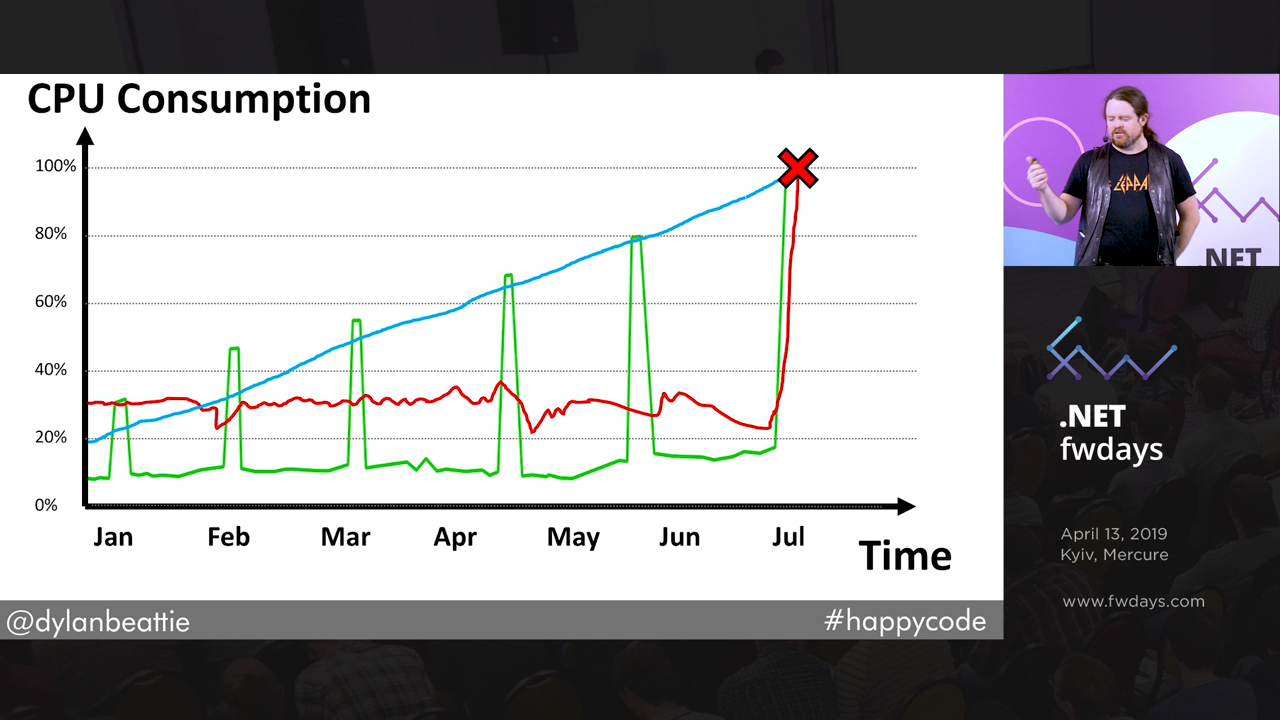 CPU Consumption
100%
80%
60%
40%
20%
0%
Jan Feb Mar Apr May Jun Jul
Time
@dylanbeattie
#happycode
.NET
.NET
fwdays
April 13, 2019
Kyiv, Mercure
www.fwdays.com